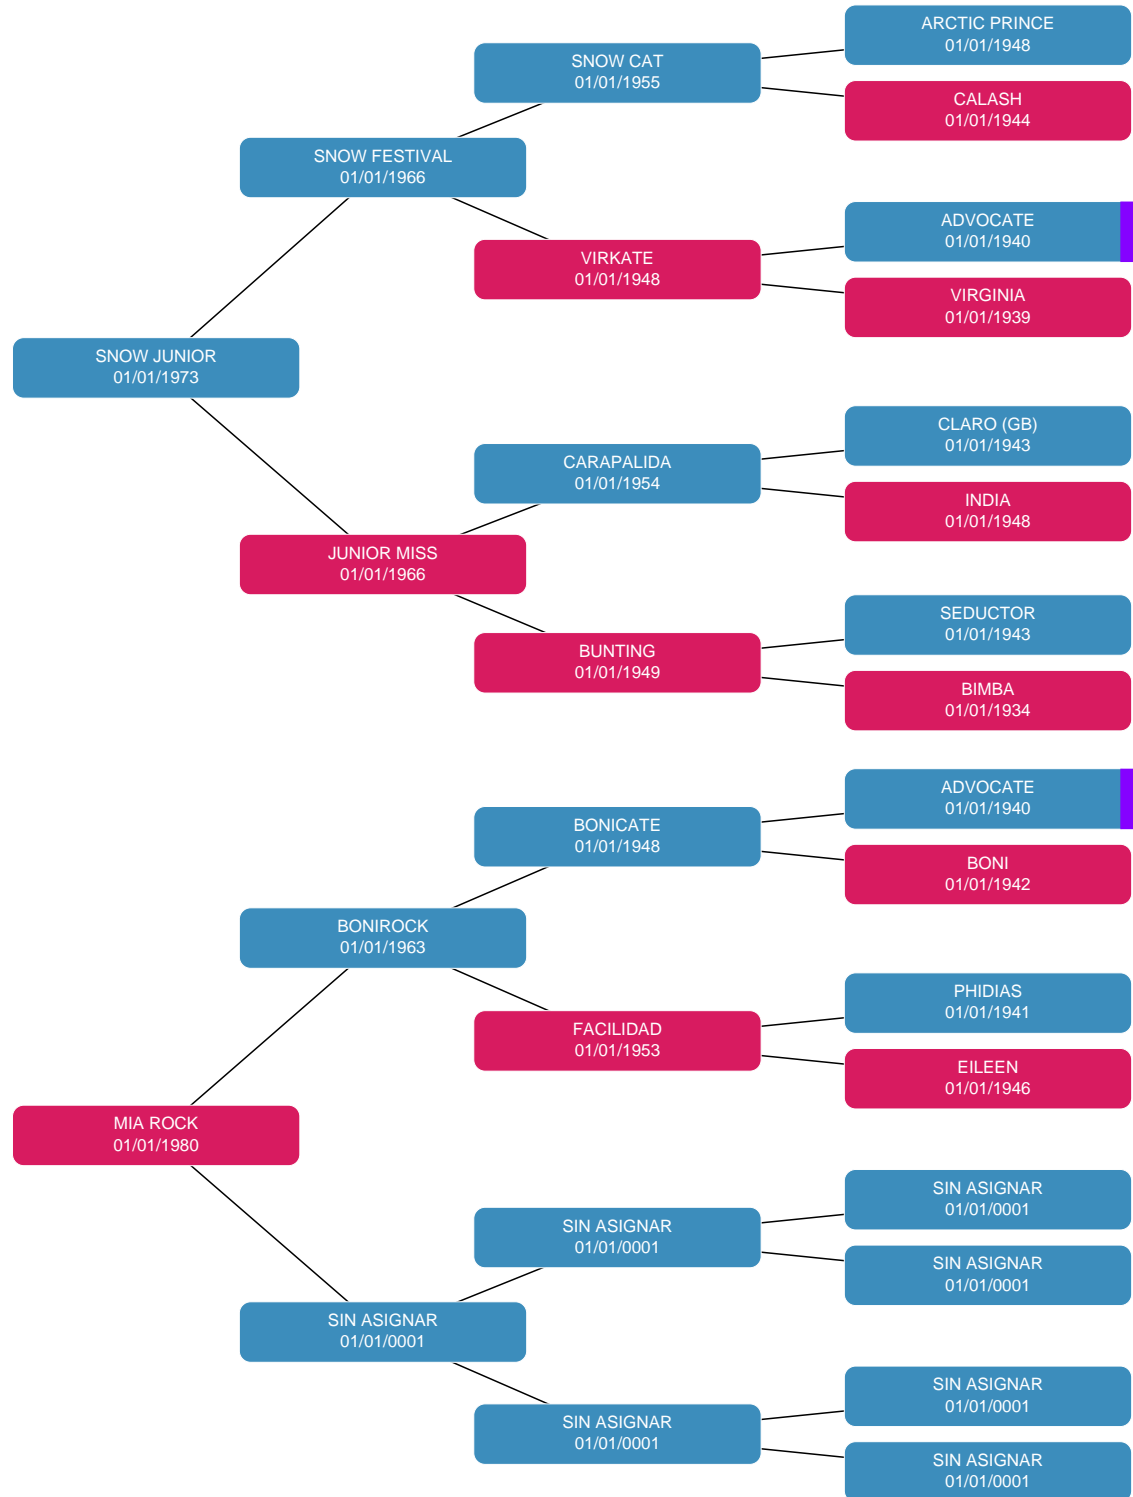 ARCTIC PRINCE
01/01/1948
SNOW CAT
01/01/1955
CALASH
01/01/1944
SNOW FESTIVAL
01/01/1966
ADVOCATE
01/01/1940
VIRKATE
01/01/1948
VIRGINIA
01/01/1939
SNOW JUNIOR
01/01/1973
CLARO (GB)
01/01/1943
CARAPALIDA
01/01/1954
INDIA
01/01/1948
JUNIOR MISS
01/01/1966
SEDUCTOR
01/01/1943
BUNTING
01/01/1949
BIMBA
01/01/1934
ADVOCATE
01/01/1940
BONICATE
01/01/1948
BONI
01/01/1942
BONIROCK
01/01/1963
PHIDIAS
01/01/1941
FACILIDAD
01/01/1953
EILEEN
01/01/1946
MIA ROCK
01/01/1980
SIN ASIGNAR
01/01/0001
SIN ASIGNAR
01/01/0001
SIN ASIGNAR
01/01/0001
SIN ASIGNAR
01/01/0001
SIN ASIGNAR
01/01/0001
SIN ASIGNAR
01/01/0001
SIN ASIGNAR
01/01/0001